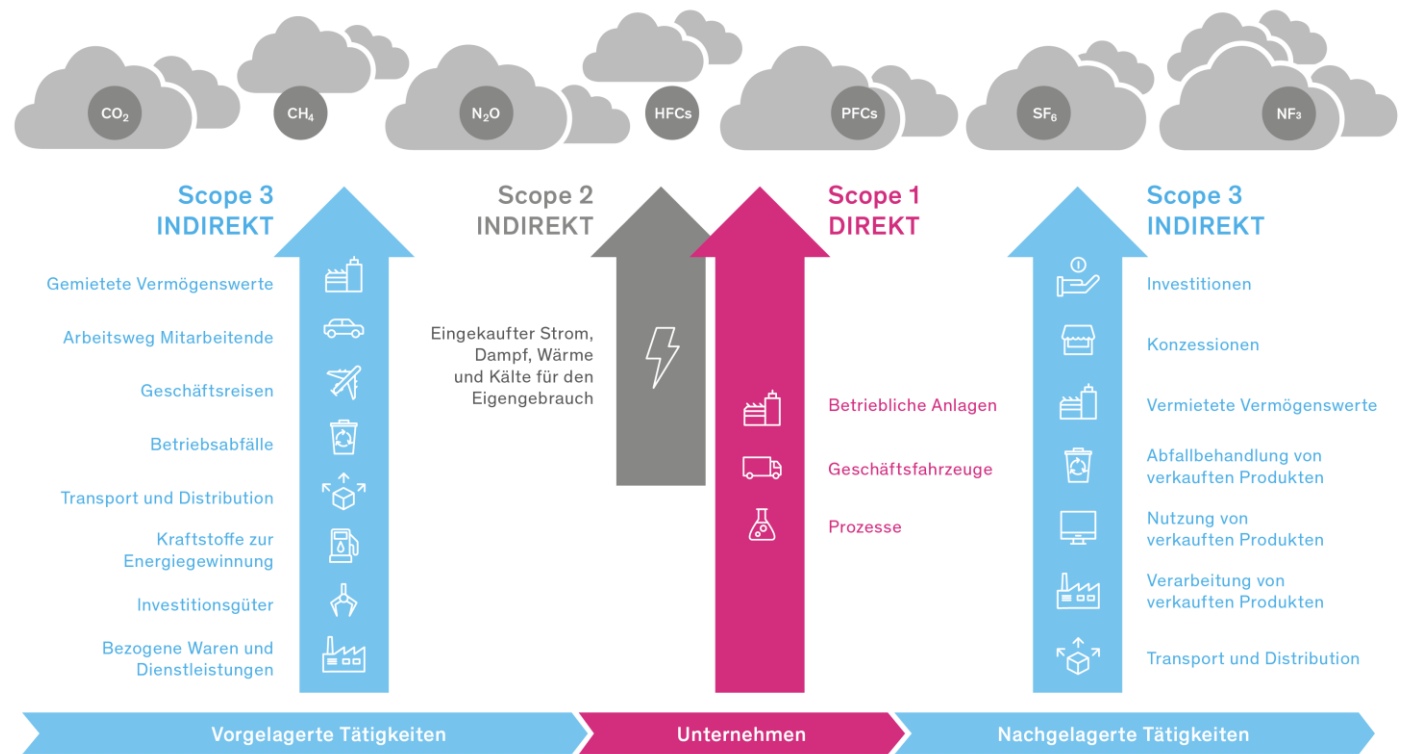 CO₂
CH₄
N₂O
HFCs
PFCs
SF₆
NF₃
Scope 3
INDIREKT
Gemietete Vermögenswerte
Arbeitsweg Mitarbeitende
Geschäftsreisen
Betriebsabfälle
Transport und Distribution
Kraftstoffe zur
Energiegewinnung
Investitionsgüter
Bezogene Waren und
Dienstleistungen
Scope 2
INDIREKT
Eingekaufter Strom,
Dampf, Wärme
und Kälte für den
Eigengebrauch
Scope 1
DIREKT
Betriebliche Anlagen
Geschäftsfahrzeuge
Prozesse
Scope 3
INDIREKT
Investitionen
Konzessionen
Vermietete Vermögenswerte
Abfallbehandlung von
verkauften Produkten
Nutzung von
verkauften Produkten
Verarbeitung von
verkauften Produkten
Transport und Distribution
Vorgelagerte Tätigkeiten
Unternehmen
Nachgelagerte Tätigkeiten